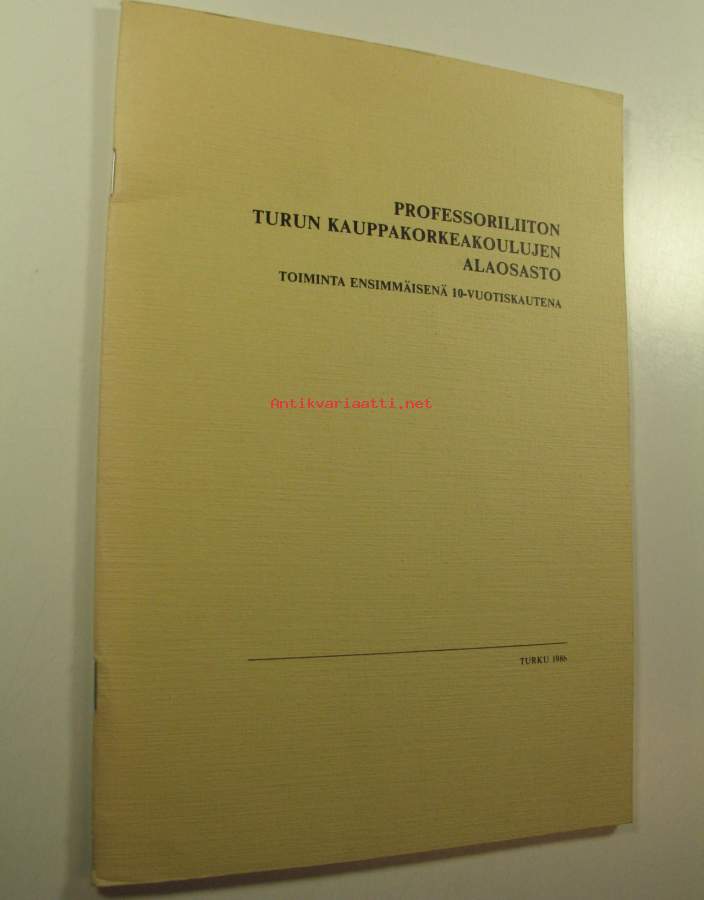 PROFESSORILIITON
TURUN KAUPPAKORKEAKOULUJEN
ALAOSASTO
TOIMINTA ENSIMMÄISENÄ 10-VUOTISKAUTENA
Antikvariaatti.net
TURKU 1986